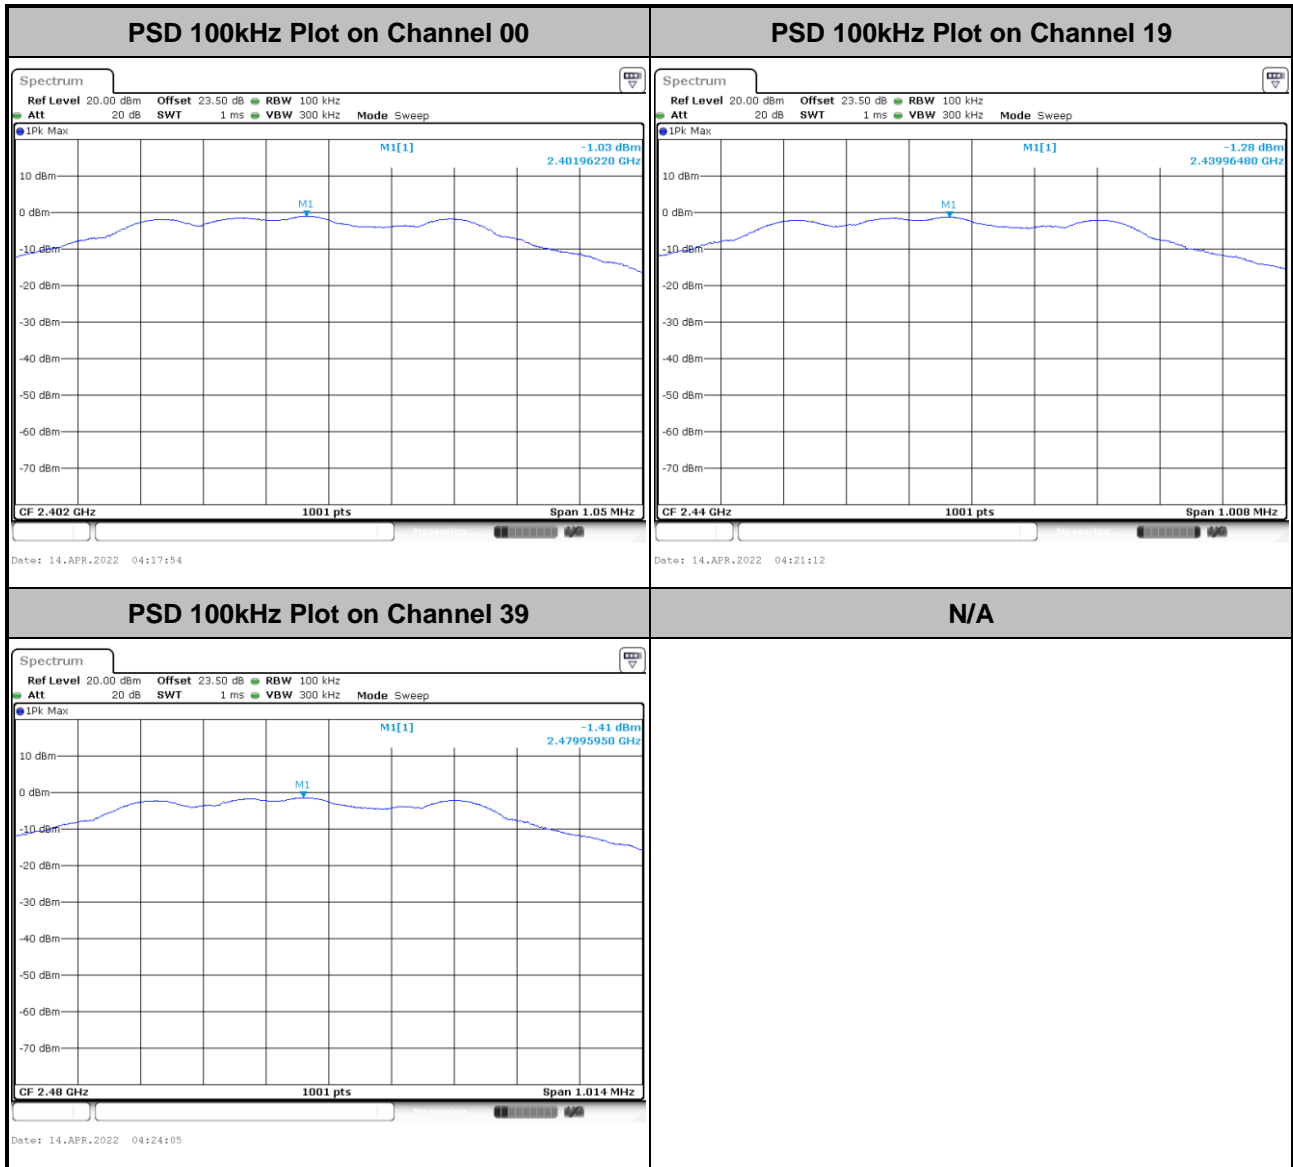 PSD 100kHz Plot on Channel 00
Spectrum
Ref Level 20.00 dBm Offset 23.50 dB RBW 100 kHz
Att 20 dB SWT 1 ms VBW 300 kHz Mode Sweep
1Pk Max
M1[1] -1.03 dBm
2.40196220 GHz
10 dBm
M1
0 dBm
-10 dBm
-20 dBm
-30 dBm
-40 dBm
-50 dBm
-60 dBm
-70 dBm
CF 2.402 GHz 1001 pts Span 1.05 MHz
Measuring...
Date: 14.APR.2022 04:17:54
PSD 100kHz Plot on Channel 19
Spectrum
Ref Level 20.00 dBm Offset 23.50 dB RBW 100 kHz
Att 20 dB SWT 1 ms VBW 300 kHz Mode Sweep
1Pk Max
M1[1] -1.28 dBm
2.43996480 GHz
10 dBm
M1
0 dBm
-10 dBm
-20 dBm
-30 dBm
-40 dBm
-50 dBm
-60 dBm
-70 dBm
CF 2.44 GHz 1001 pts Span 1.008 MHz
Measuring...
Date: 14.APR.2022 04:21:12
PSD 100kHz Plot on Channel 39
Spectrum
Ref Level 20.00 dBm Offset 23.50 dB RBW 100 kHz
Att 20 dB SWT 1 ms VBW 300 kHz Mode Sweep
1Pk Max
M1[1] -1.41 dBm
2.47995950 GHz
10 dBm
M1
0 dBm
-10 dBm
-20 dBm
-30 dBm
-40 dBm
-50 dBm
-60 dBm
-70 dBm
CF 2.48 GHz 1001 pts Span 1.014 MHz
Measuring...
Date: 14.APR.2022 04:24:05
N/A